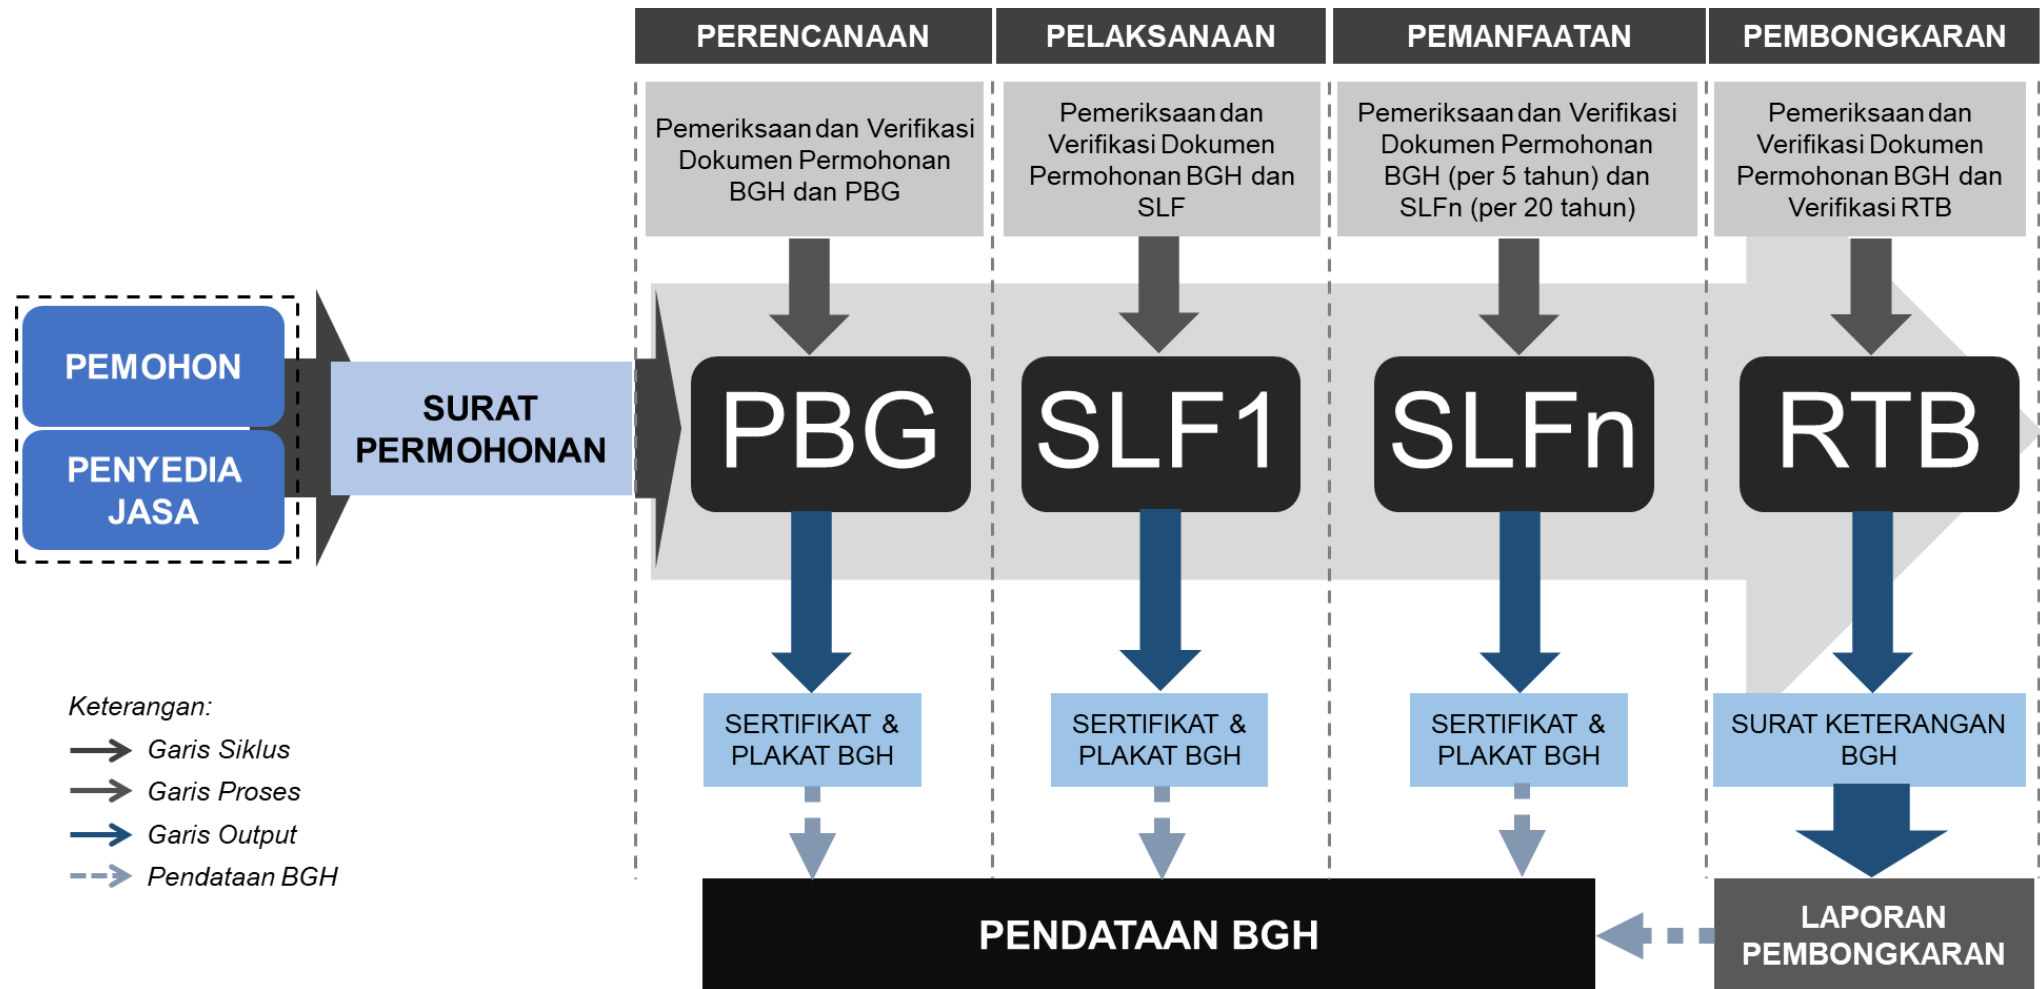 PERENCANAAN
PELAKSANAAN
PEMANFAATAN
PEMBONGKARAN
Pemeriksaan dan Verifikasi
Dokumen Permohonan
BGH dan PBG
Pemeriksaan dan
Verifikasi Dokumen
Permohonan BGH dan
SLF
Pemeriksaan dan Verifikasi
Dokumen Permohonan
BGH (per 5 tahun) dan
SLFn (per 20 tahun)
Pemeriksaan dan
Verifikasi Dokumen
Permohonan BGH dan
Verifikasi RTB
PEMOHON
PENYEDIA
JASA
SURAT
PERMOHONAN
PBG
SLF1
SLFn
RTB
SERTIFIKAT &
PLAKAT BGH
SERTIFIKAT &
PLAKAT BGH
SERTIFIKAT &
PLAKAT BGH
SURAT KETERANGAN
BGH
Keterangan:
Garis Siklus
Garis Proses
Garis Output
Pendataan BGH
PENDATAAN BGH
LAPORAN
PEMBONGKARAN